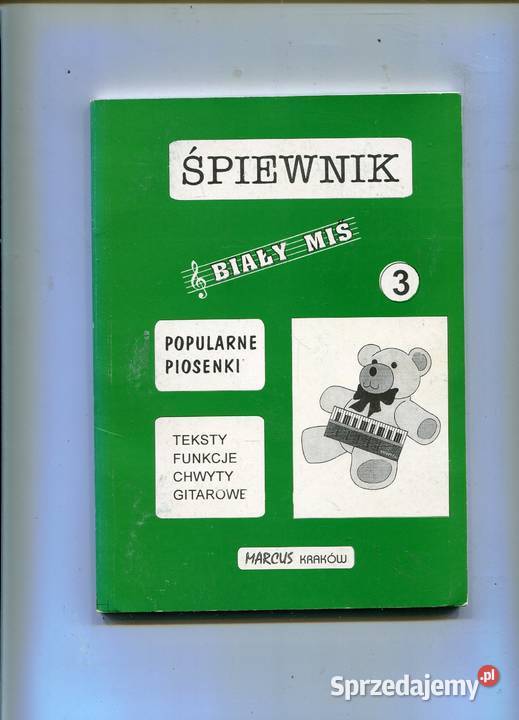 ŚPIEWNIK
BIAŁY MIŚ
3
POPULARNE
PIOSENKI
TEKSTY
FUNKCJE
CHWYTY
GITAROWE
MARCUS KRAKÓW
Sprzedajemy.pl